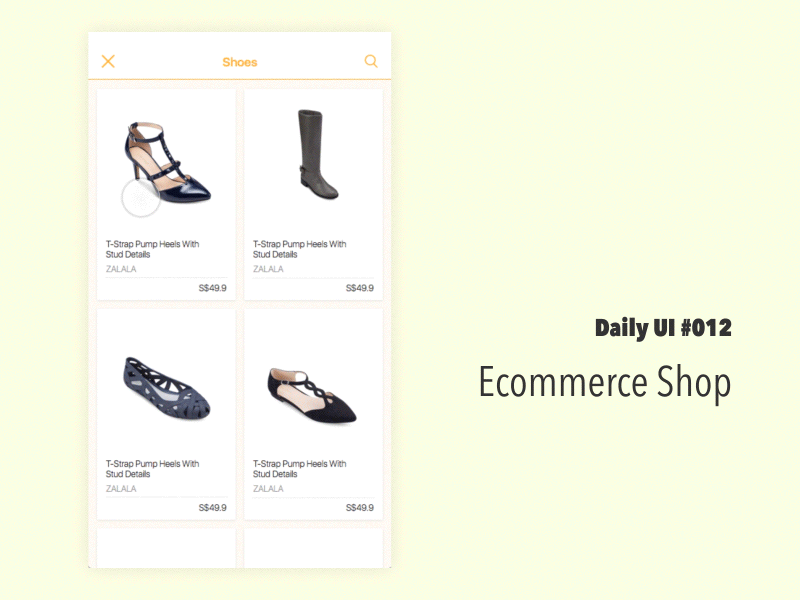 Shoes
T-Strap Pump Heels With
Stud Details
ZALALA
S$49.9
T-Strap Pump Heels With
Stud Details
ZALALA
S$49.9
T-Strap Pump Heels With
Stud Details
ZALALA
S$49.9
T-Strap Pump Heels With
Stud Details
ZALALA
S$49.9
Daily UI #012
Ecommerce Shop